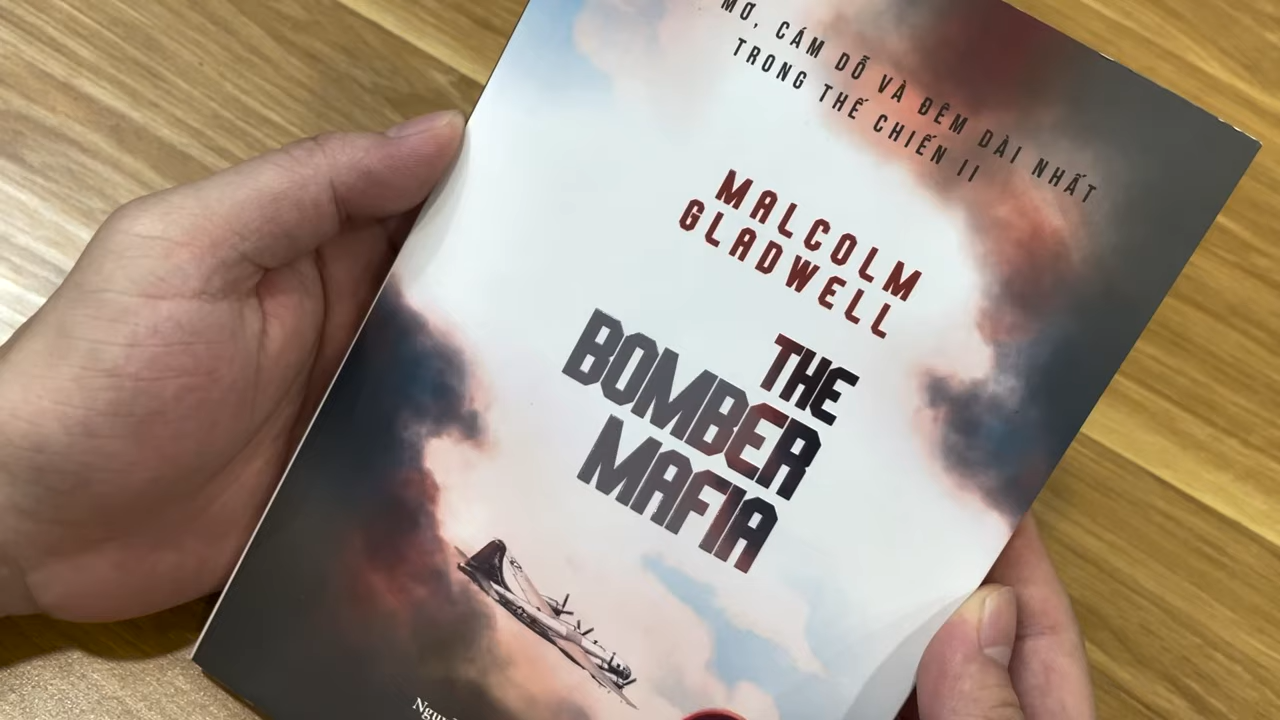 MƠ, CÁM DỖ VÀ ĐÊM DÀI NHẤT
TRONG THẾ CHIẾN II
MALCOLM
GLADWELL
THE
BOMBER
MAFIA